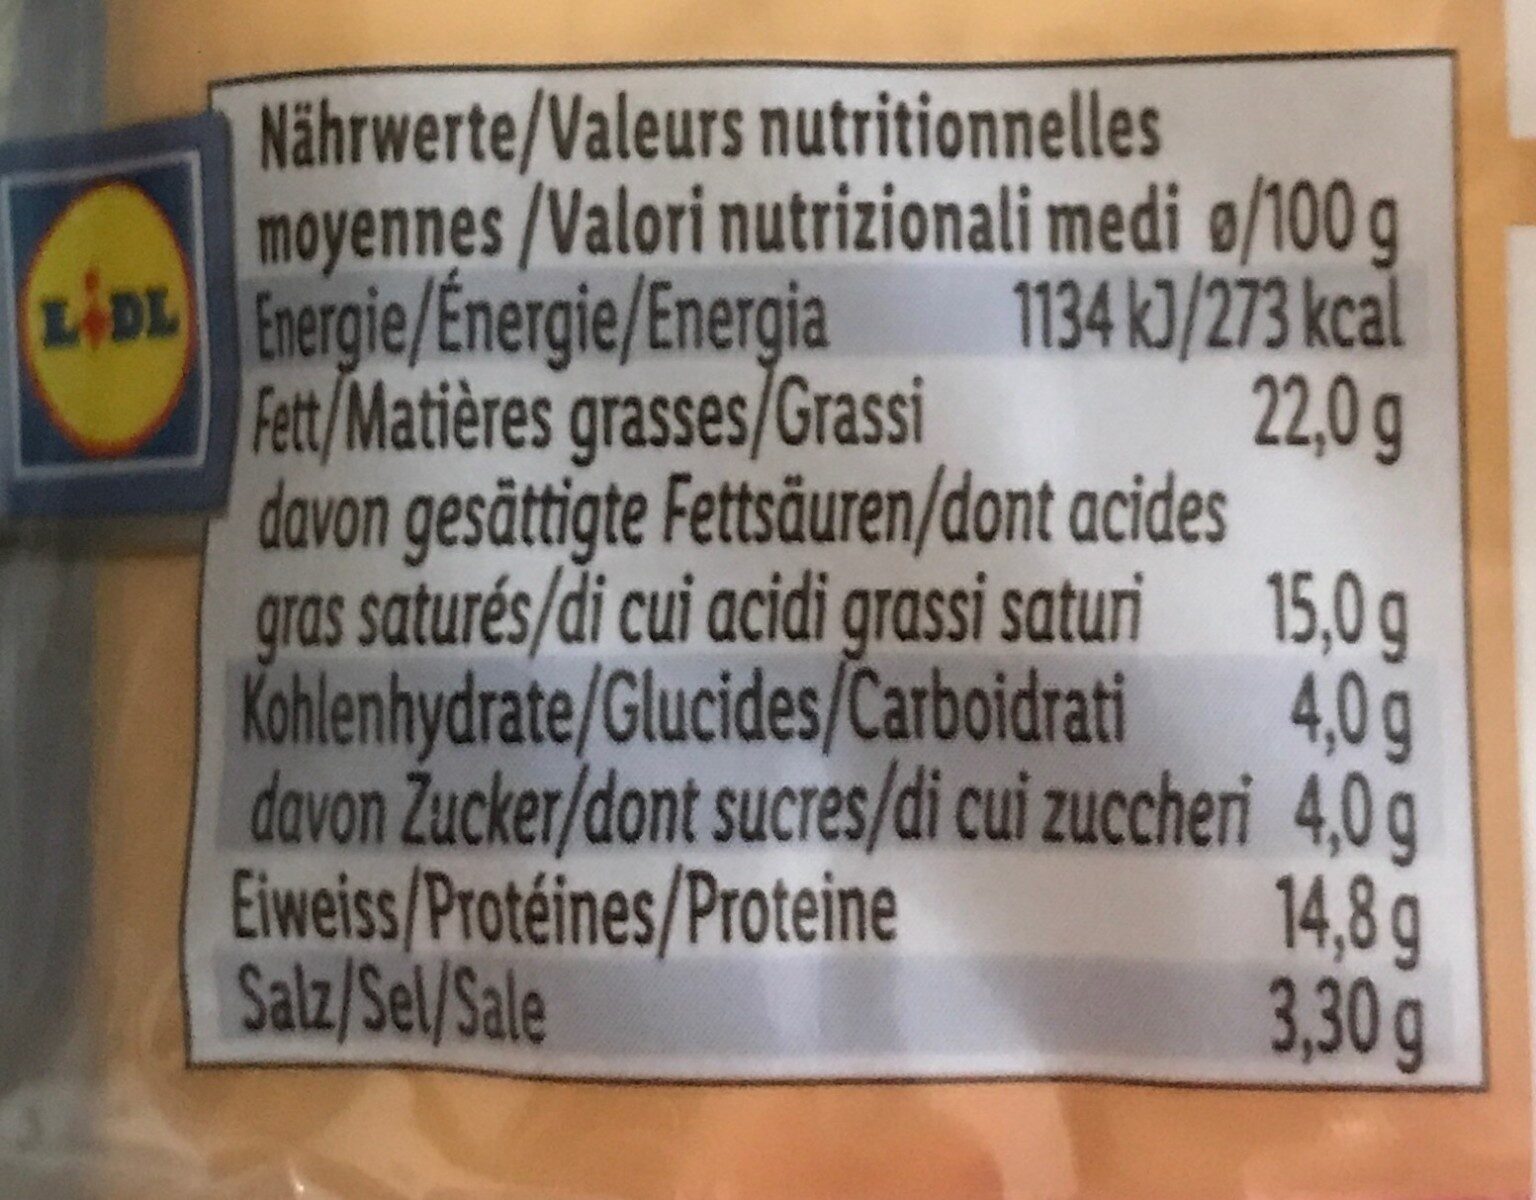 LIDL
Nährwerte/Valeurs nutritionnelles
moyennes /Valori nutrizionali medi ø/100 g
Energie/Énergie/Energia 1134 kJ/273 kcal
Fett/Matières grasses/Grassi 22,0 g
davon gesättigte Fettsäuren/dont acides
gras saturés/di cui acidi grassi saturi 15,0 g
Kohlenhydrate/Glucides/Carboidrati 4,0 g
davon Zucker/dont sucres/di cui zuccheri 4,0 g
Eiweiss/Protéines/Proteine 14,8 g
Salz/Sel/Sale 3,30 g